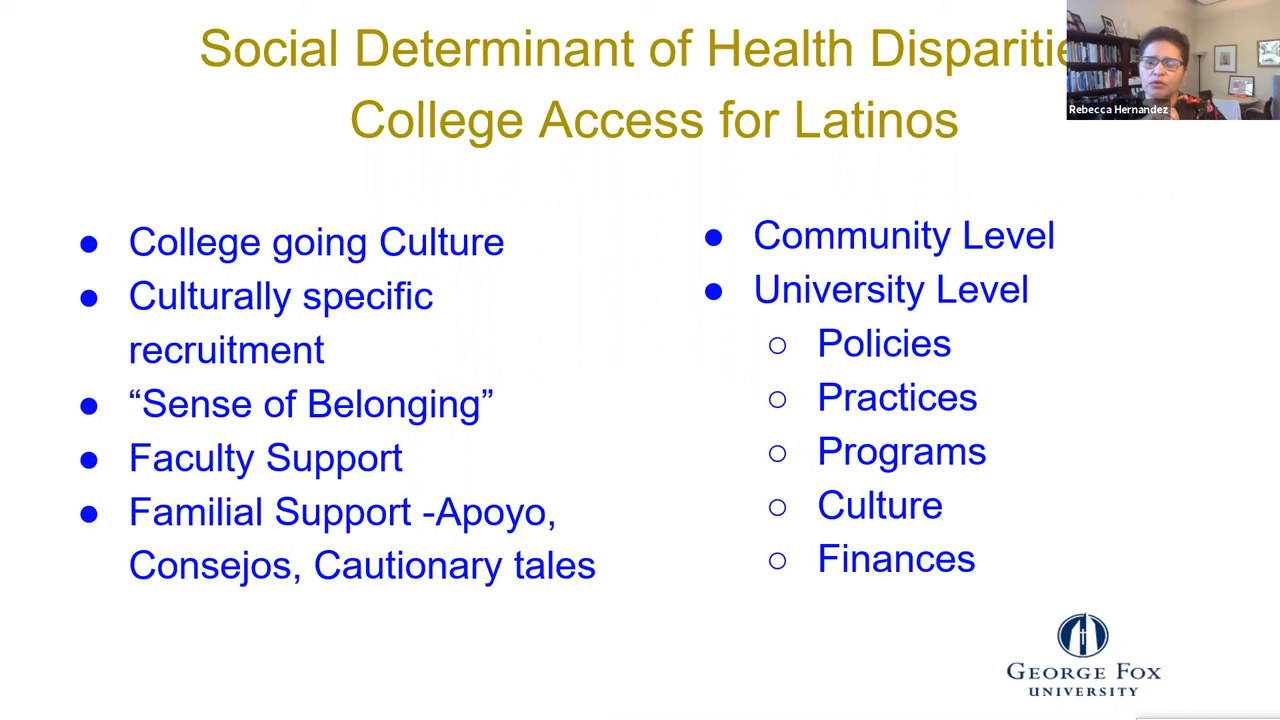 Social Determinant of Health
College Access for Latinos
Rebecca Hernandez
● College going Culture
● Culturally specific
recruitment
● “Sense of Belonging”
● Faculty Support
● Familial Support -Apoyo,
Consejos, Cautionary tales
● Community Level
● University Level
○ Policies
○ Practices
○ Programs
○ Culture
○ Finances
GEORGE FOX
UNIVERSITY